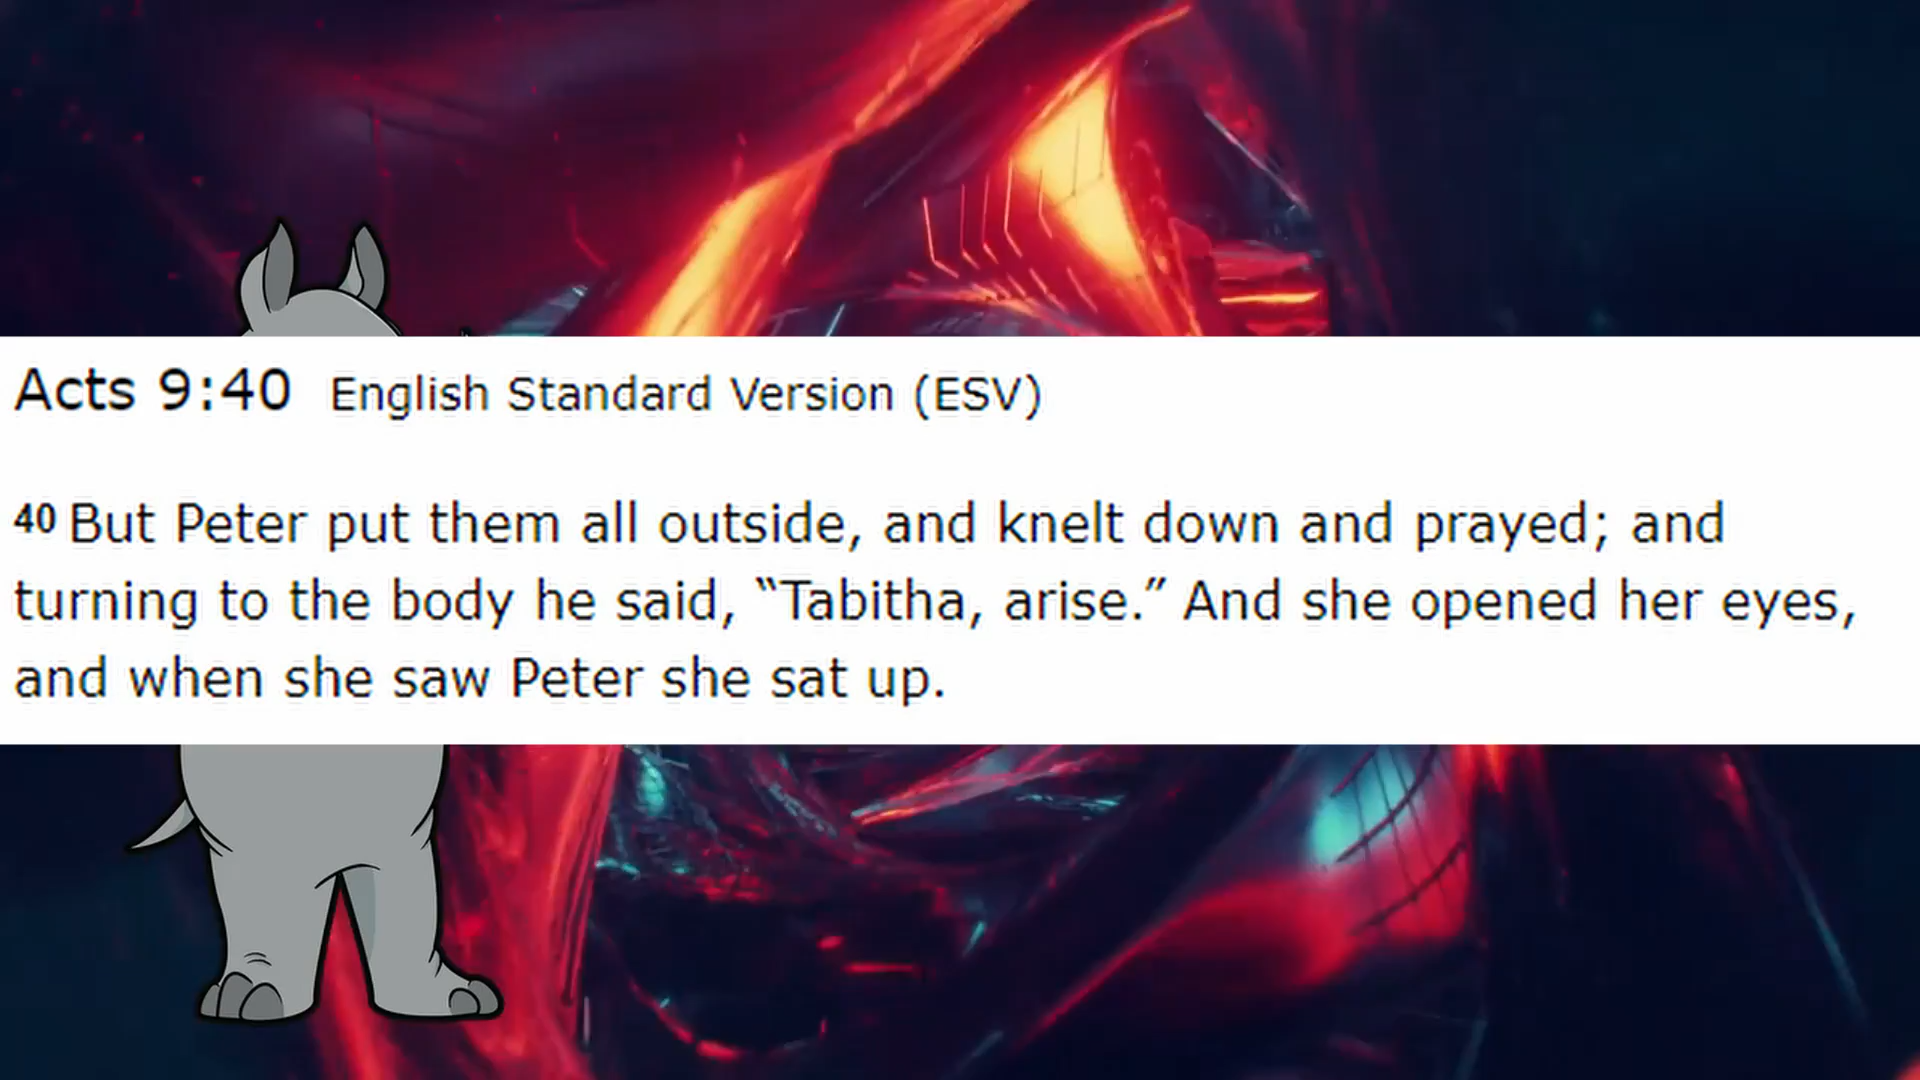 Acts 9:40 English Standard Version (ESV)
40 But Peter put them all outside, and knelt down and prayed; and
turning to the body he said, “Tabitha, arise.” And she opened her eyes,
and when she saw Peter she sat up.